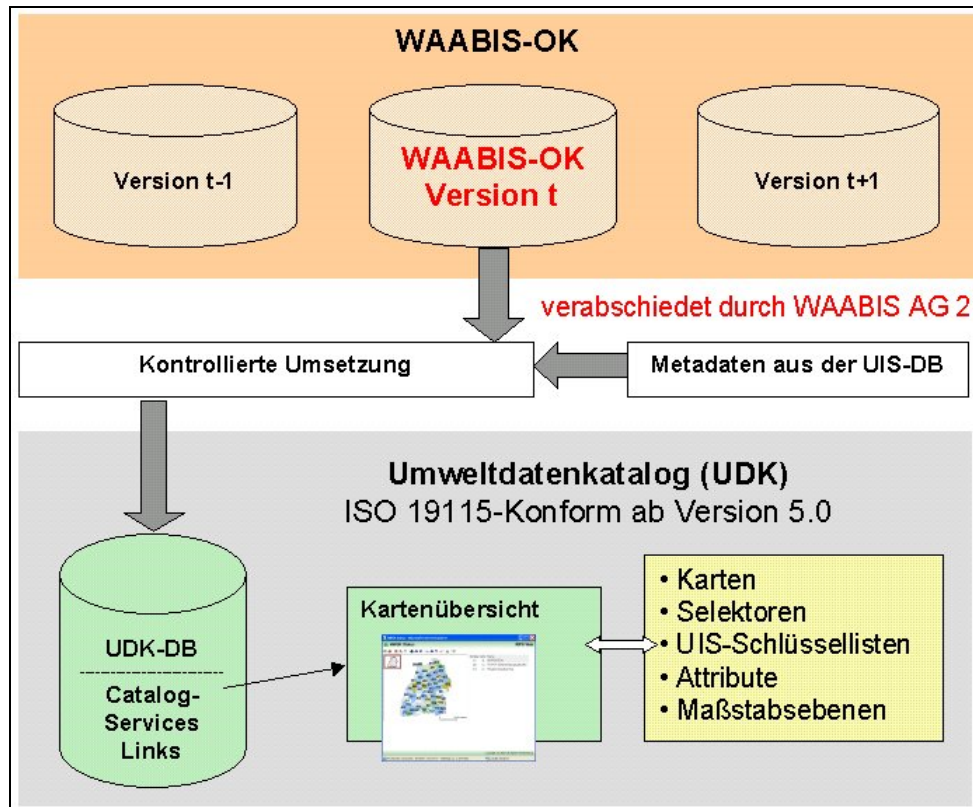 WAABIS-OK
Version t-1
WAABIS-OK
Version t
Version t+1
verabschiedet durch WAABIS AG 2
Kontrollierte Umsetzung
Metadaten aus der UIS-DB
Umweltdatenkatalog (UDK)
ISO 19115-Konform ab Version 5.0
UDK-DB
Catalog-
Services
Links
Kartenübersicht
• Karten
• Selektoren
• UIS-Schlüssellisten
• Attribute
• Maßstabsebenen